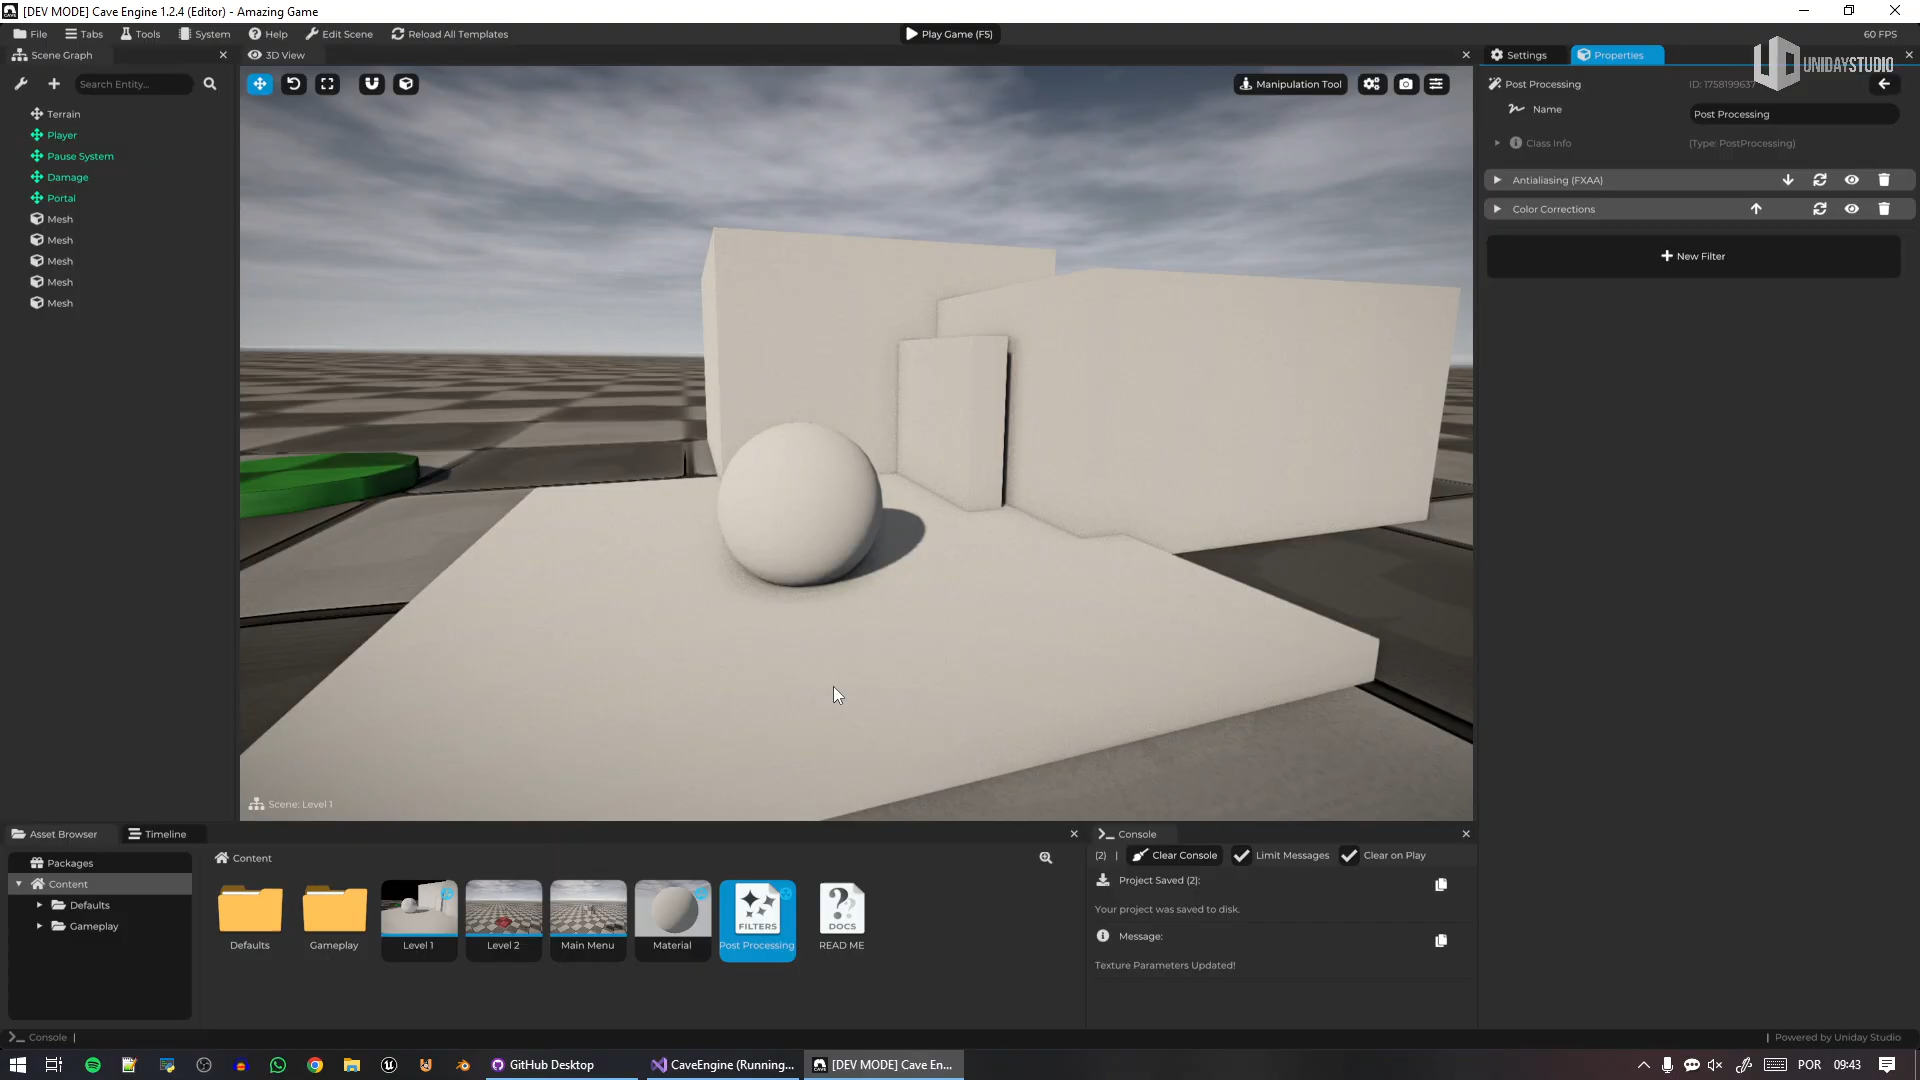 [DEV MODE] Cave Engine 1.2.4 (Editor) - Amazing Game
File Tabs Tools System Help Edit Scene Reload All Templates
Play Game (F5)
60 FPS
Scene Graph
3D View
Settings
Properties
UNIDAYSTUDIO
Search Entity...
Manipulation Tool
Post Processing
Name
Post Processing
Class Info
(Type: PostProcessing)
Antialiasing (FXAA)
Color Corrections
New Filter
Terrain
Player
Pause System
Damage
Portal
Mesh
Mesh
Mesh
Mesh
Mesh
Scene: Level 1
Asset Browser
Timeline
Console
Packages
Content
Defaults
Gameplay
Content
FILTERS
DOCS
Defaults
Gameplay
Level 1
Level 2
Main Menu
Material
Post Processing
READ ME
(2) | Clear Console Limit Messages Clear on Play
Project Saved (2):
Your project was saved to disk.
Message:
Texture Parameters Updated!
Console |
| Powered by Uniday Studio
GitHub Desktop
CaveEngine (Running...
[DEV MODE] Cave En...
POR
09:43